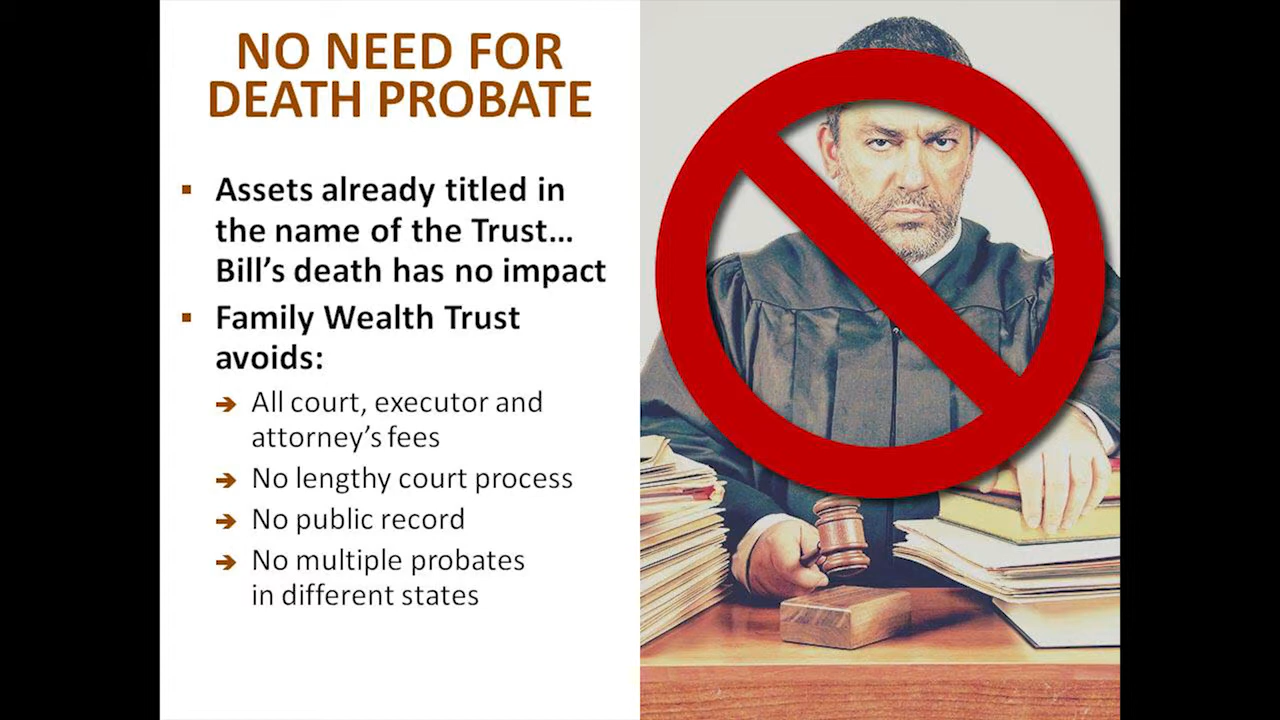 NO NEED FOR
DEATH PROBATE
▪ Assets already titled in
the name of the Trust…
Bill’s death has no impact
▪ Family Wealth Trust
avoids:
➔ All court, executor and
attorney’s fees
➔ No lengthy court process
➔ No public record
➔ No multiple probates
in different states